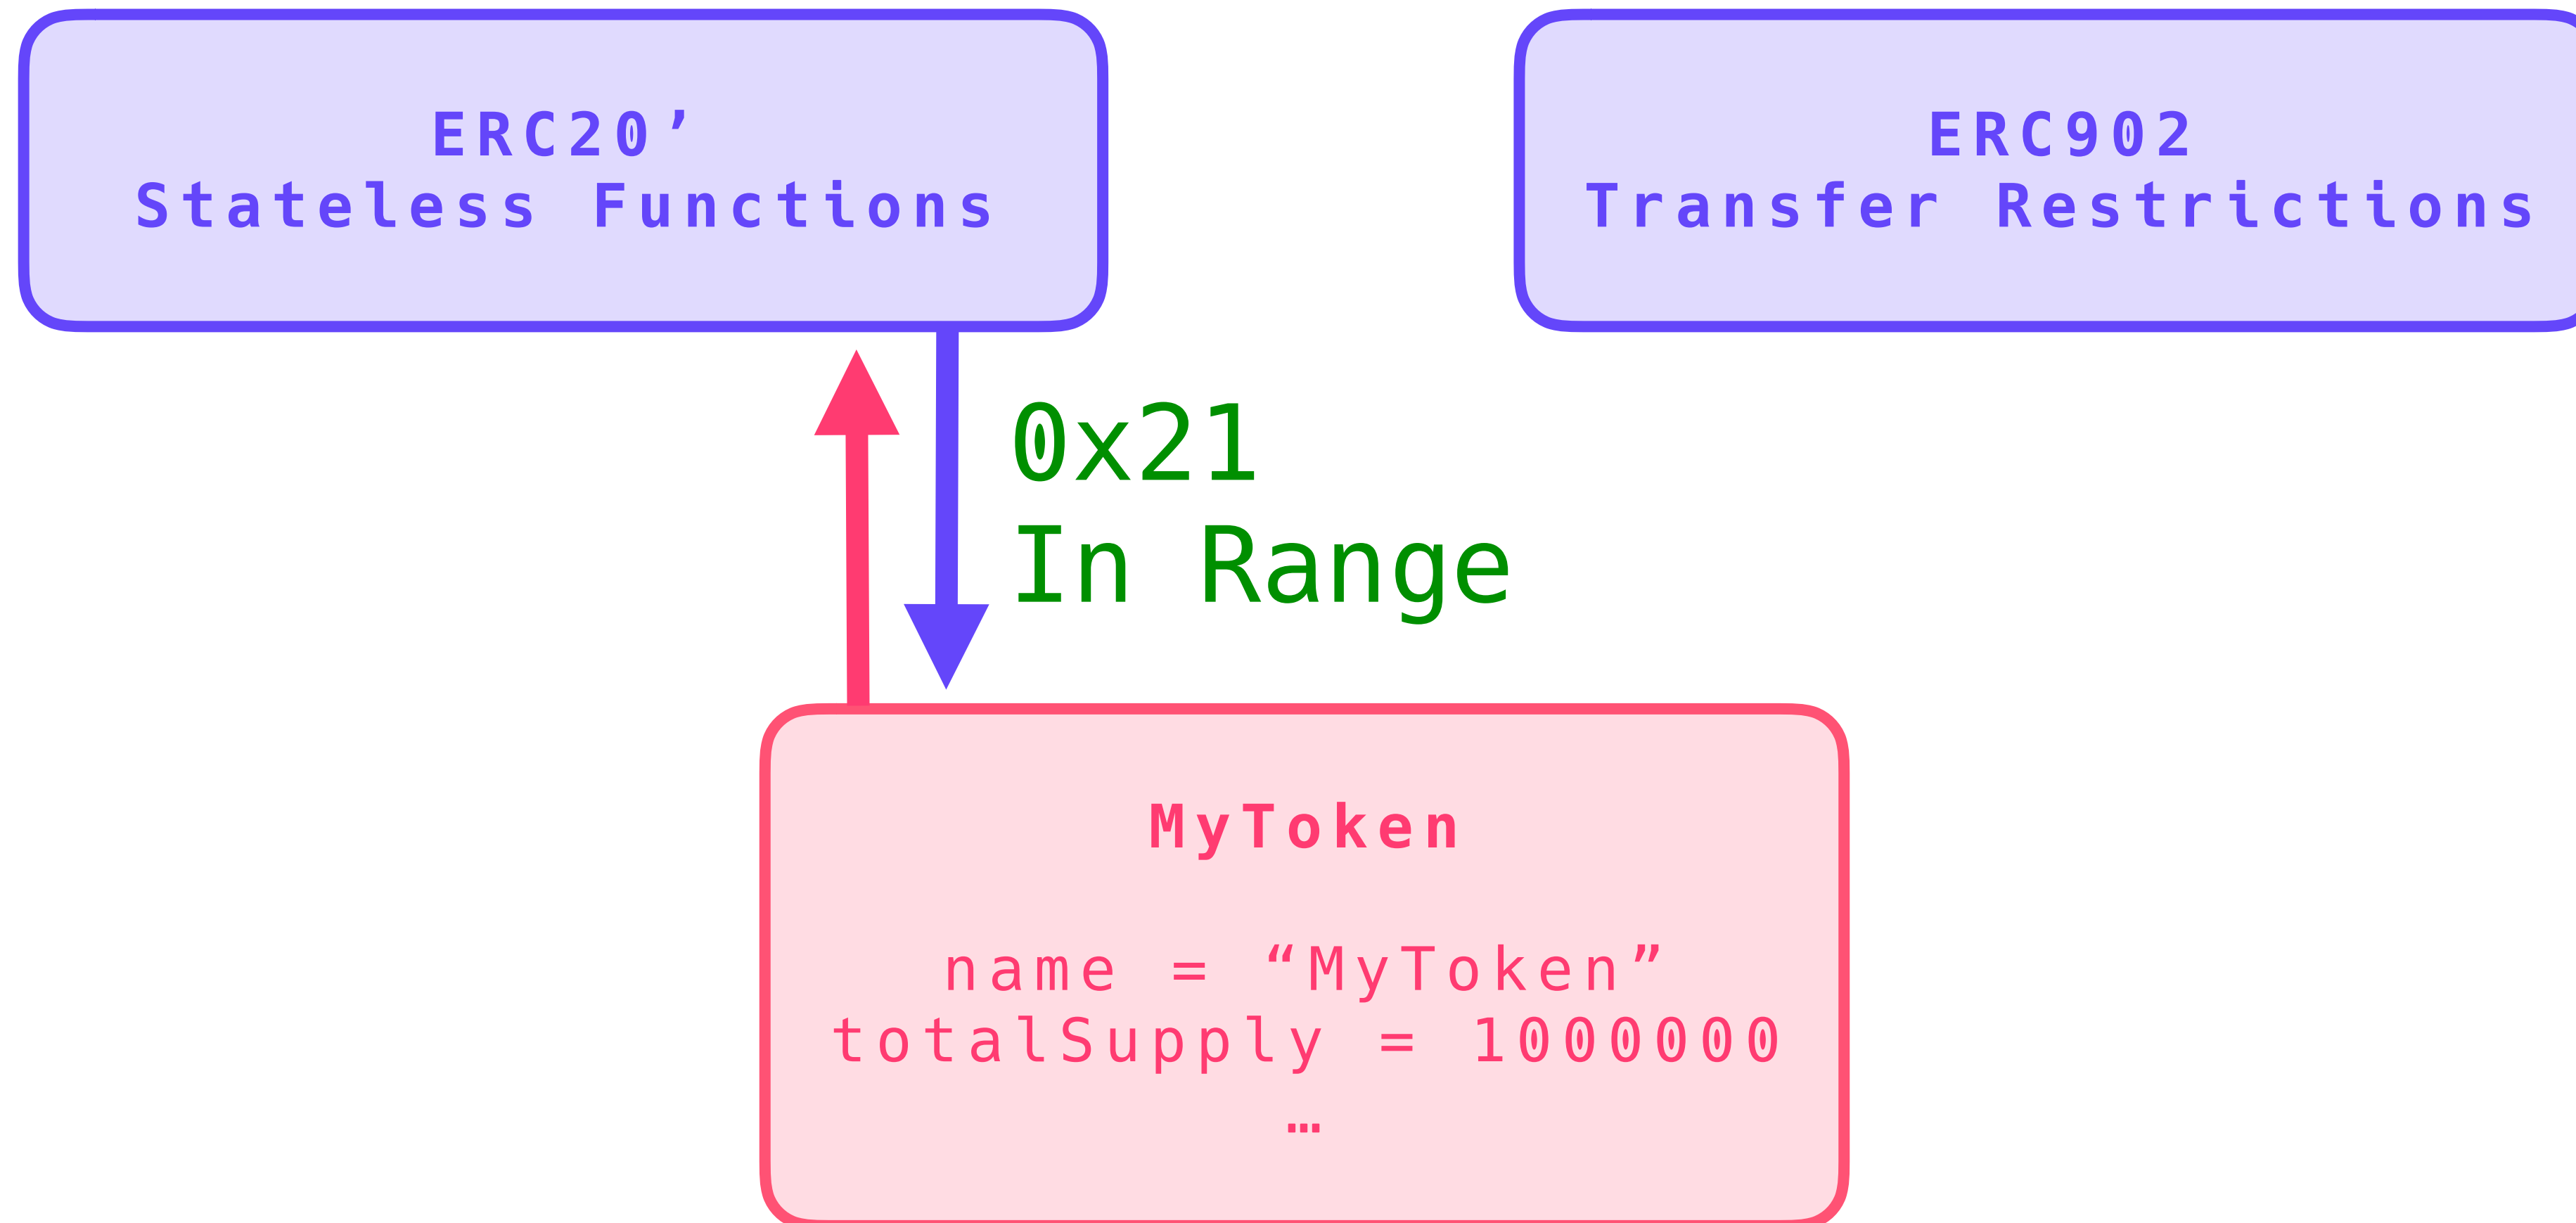 ERC20’
Stateless Functions
ERC902
Transfer Restrictions
0x21
In Range
MyToken
name = “MyToken”
totalSupply = 1000000
…